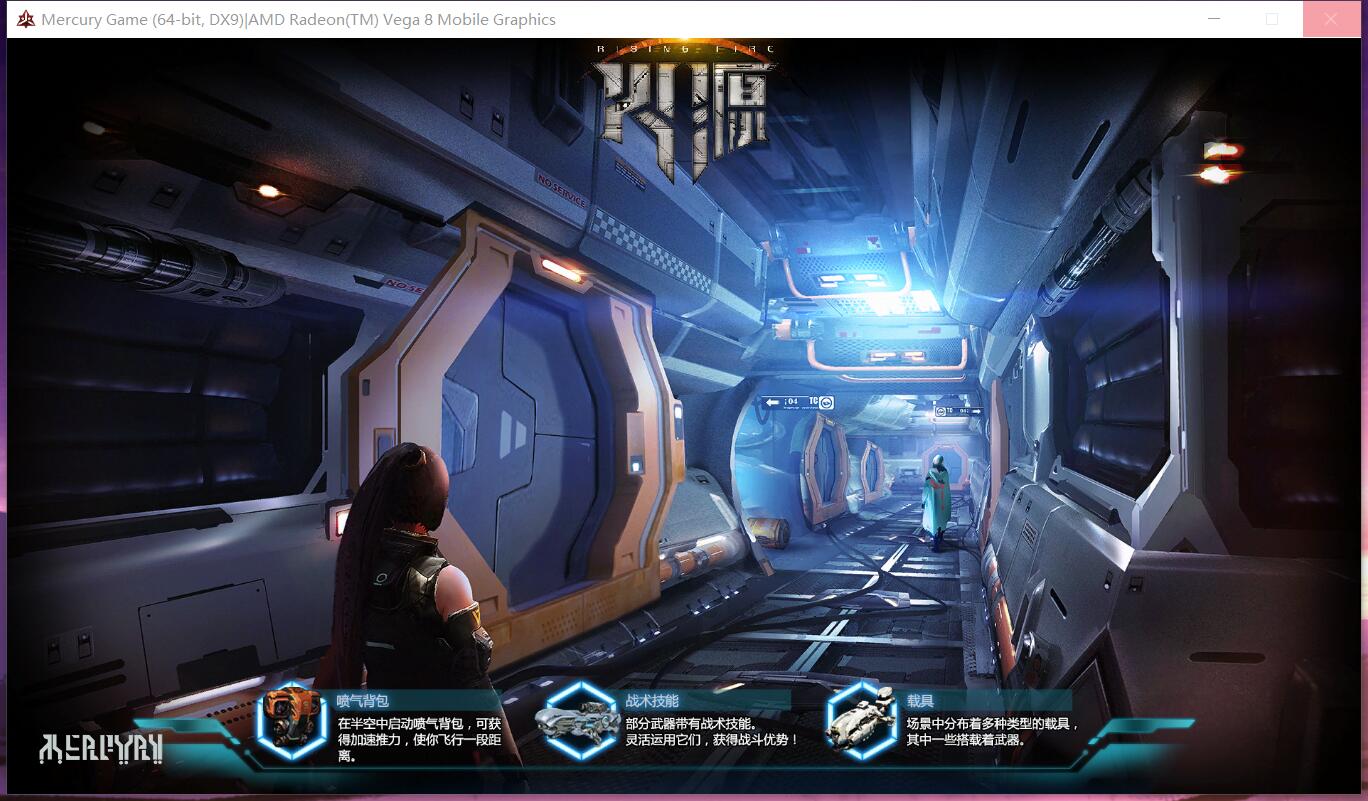 Mercury Game (64-bit, DX9)|AMD Radeon(TM) Vega 8 Mobile Graphics
RISING FIRE
燃源
NO SERVICE
04 TC
喷气背包
在半空中启动喷气背包，可获
得加速推力，使你飞行一段距
离。
战术技能
部分武器带有战术技能。
灵活运用它们，获得战斗优势！
载具
场景中分布着多种类型的载具，
其中一些搭载着武器。
MERCURY